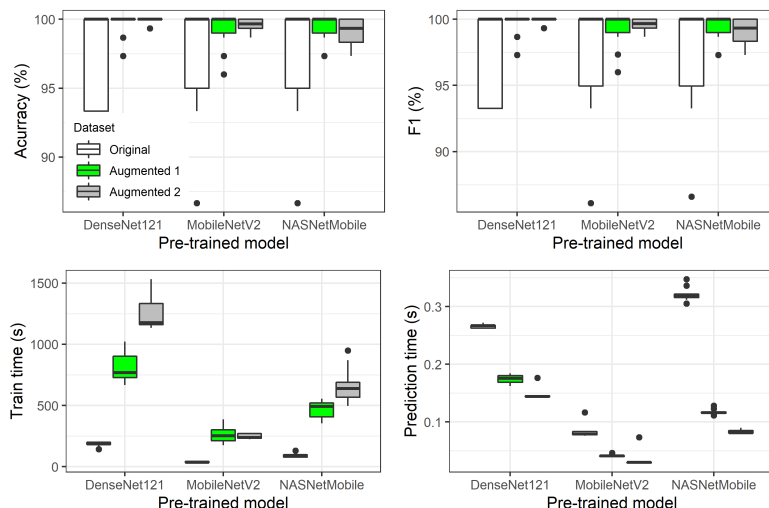 Acurracy (%)
100
95
90
Dataset
Original
Augmented 1
Augmented 2
DenseNet121 MobileNetV2 NASNetMobile
Pre-trained model
F1 (%)
100
95
90
DenseNet121 MobileNetV2 NASNetMobile
Pre-trained model
Train time (s)
1500
1000
500
0
DenseNet121 MobileNetV2 NASNetMobile
Pre-trained model
Prediction time (s)
0.3
0.2
0.1
DenseNet121 MobileNetV2 NASNetMobile
Pre-trained model